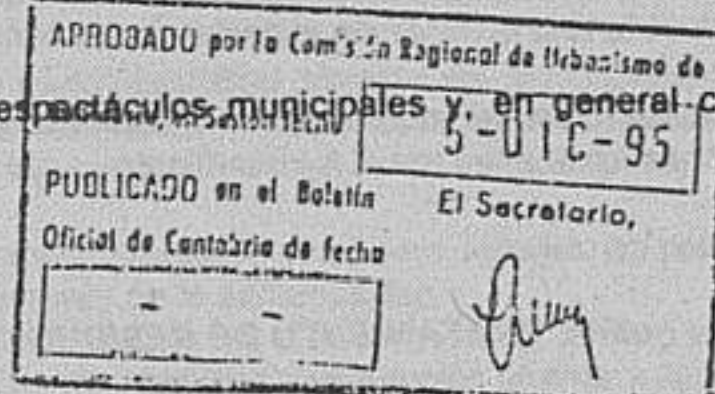 APROBADO por la Comisión Regional de Urbanismo de
espectáculos municipales y, en general
5-DIC-95
PUBLICADO en el Boletín
El Secretario,
Oficial de Cantabria de fecha
- -